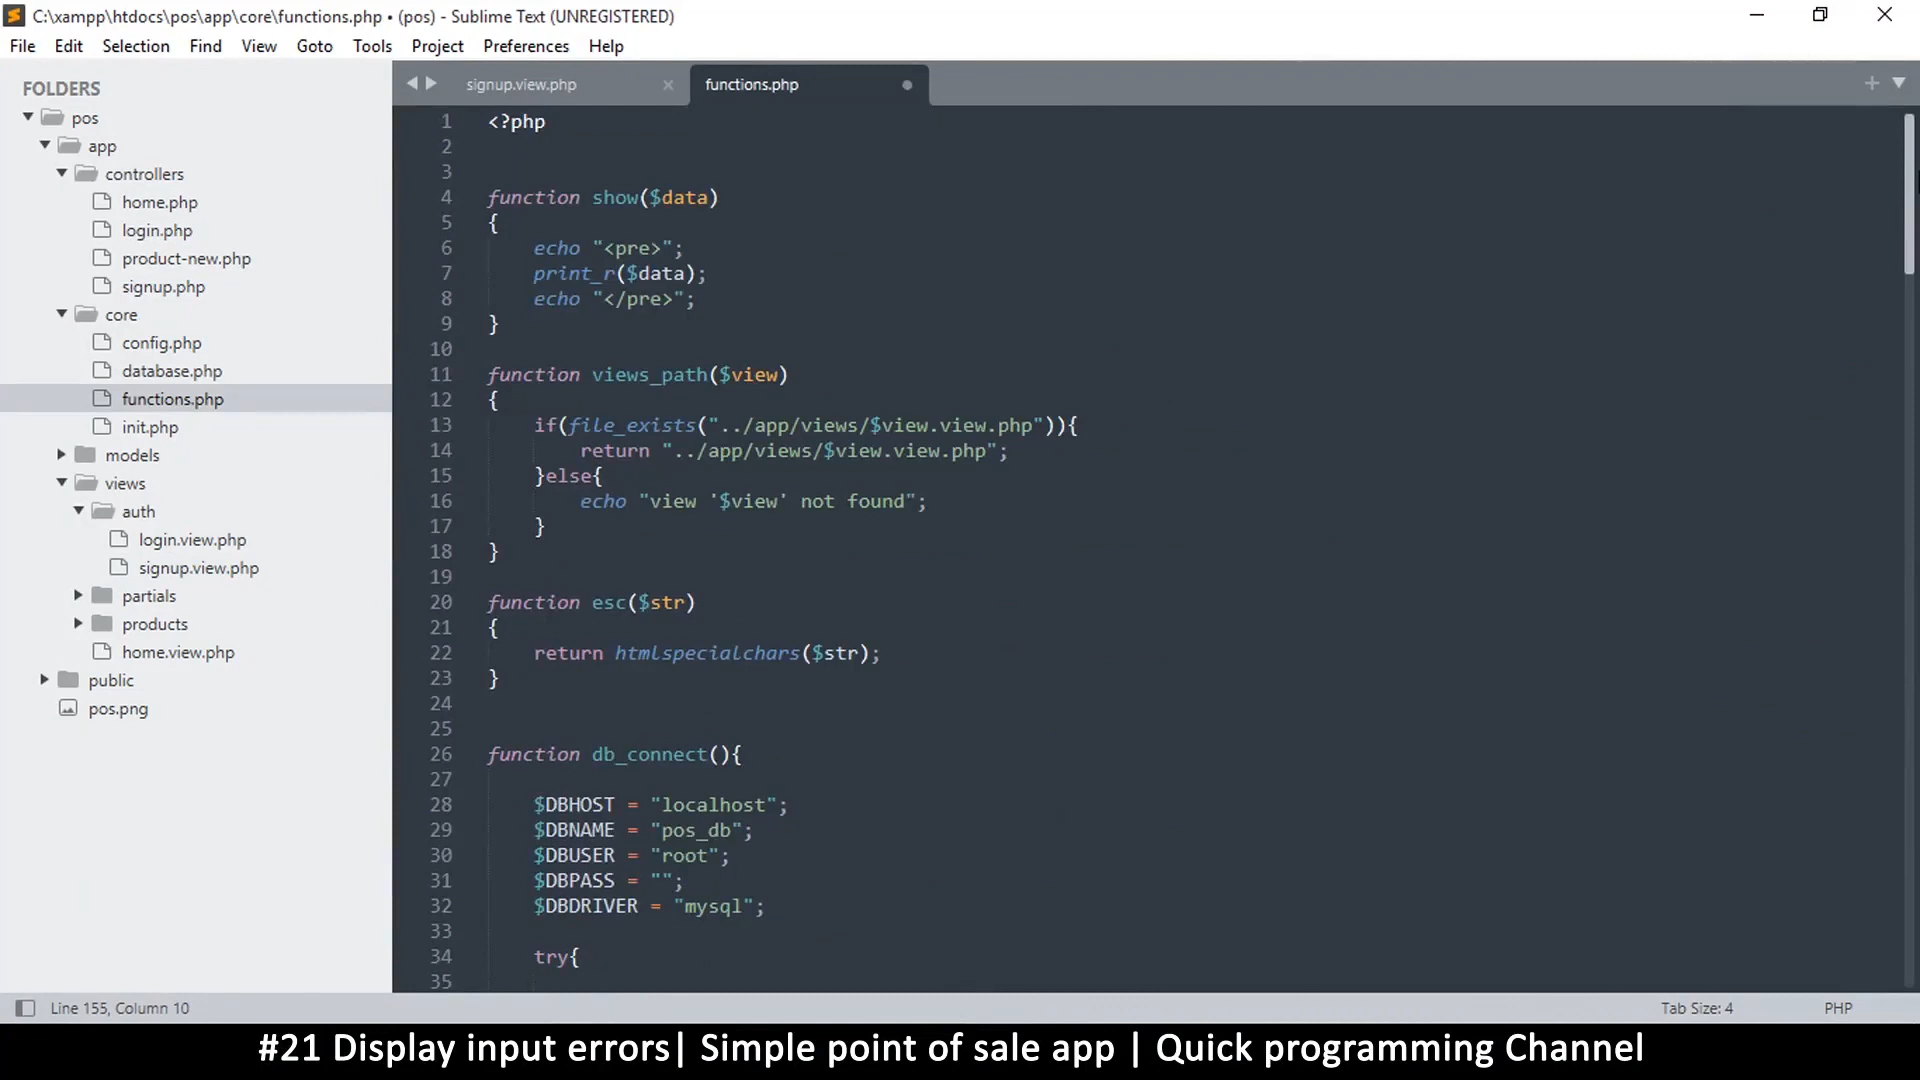 C:\xampp\htdocs\pos\app\core\functions.php • (pos) - Sublime Text (UNREGISTERED)
File Edit Selection Find View Goto Tools Project Preferences Help
FOLDERS
pos
app
controllers
home.php
login.php
product-new.php
signup.php
core
config.php
database.php
functions.php
init.php
models
views
auth
login.view.php
signup.view.php
partials
products
home.view.php
public
pos.png
signup.view.php × functions.php
1 <?php
2
3
4 function show($data)
5 {
6 echo "<pre>";
7 print_r($data);
8 echo "</pre>";
9 }
10
11 function views_path($view)
12 {
13 if(file_exists("../app/views/$view.view.php")){
14 return "../app/views/$view.view.php";
15 }else{
16 echo "view '$view' not found";
17 }
18 }
19
20 function esc($str)
21 {
22 return htmlspecialchars($str);
23 }
24
25
26 function db_connect(){
27
28 $DBHOST = "localhost";
29 $DBNAME = "pos_db";
30 $DBUSER = "root";
31 $DBPASS = "";
32 $DBDRIVER = "mysql";
33
34 try{
35
Line 155, Column 10 Tab Size: 4 PHP
#21 Display input errors| Simple point of sale app | Quick programming Channel